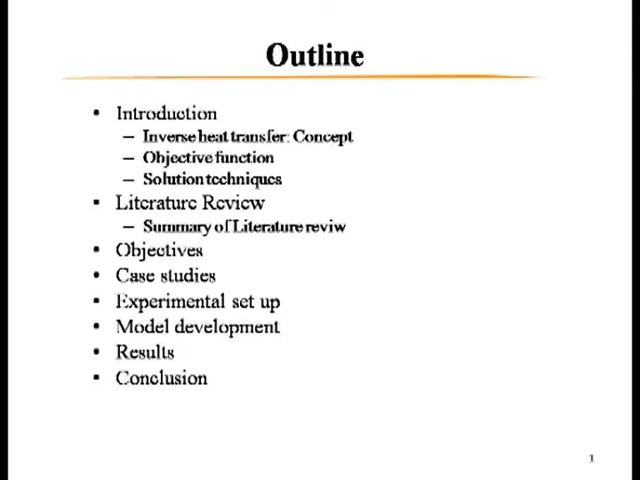 Outline
• Introduction
– Inverse heat transfer: Concept
– Objective function
– Solution techniques
• Literature Review
– Summary of Literature reviw
• Objectives
• Case studies
• Experimental set up
• Model development
• Results
• Conclusion
1